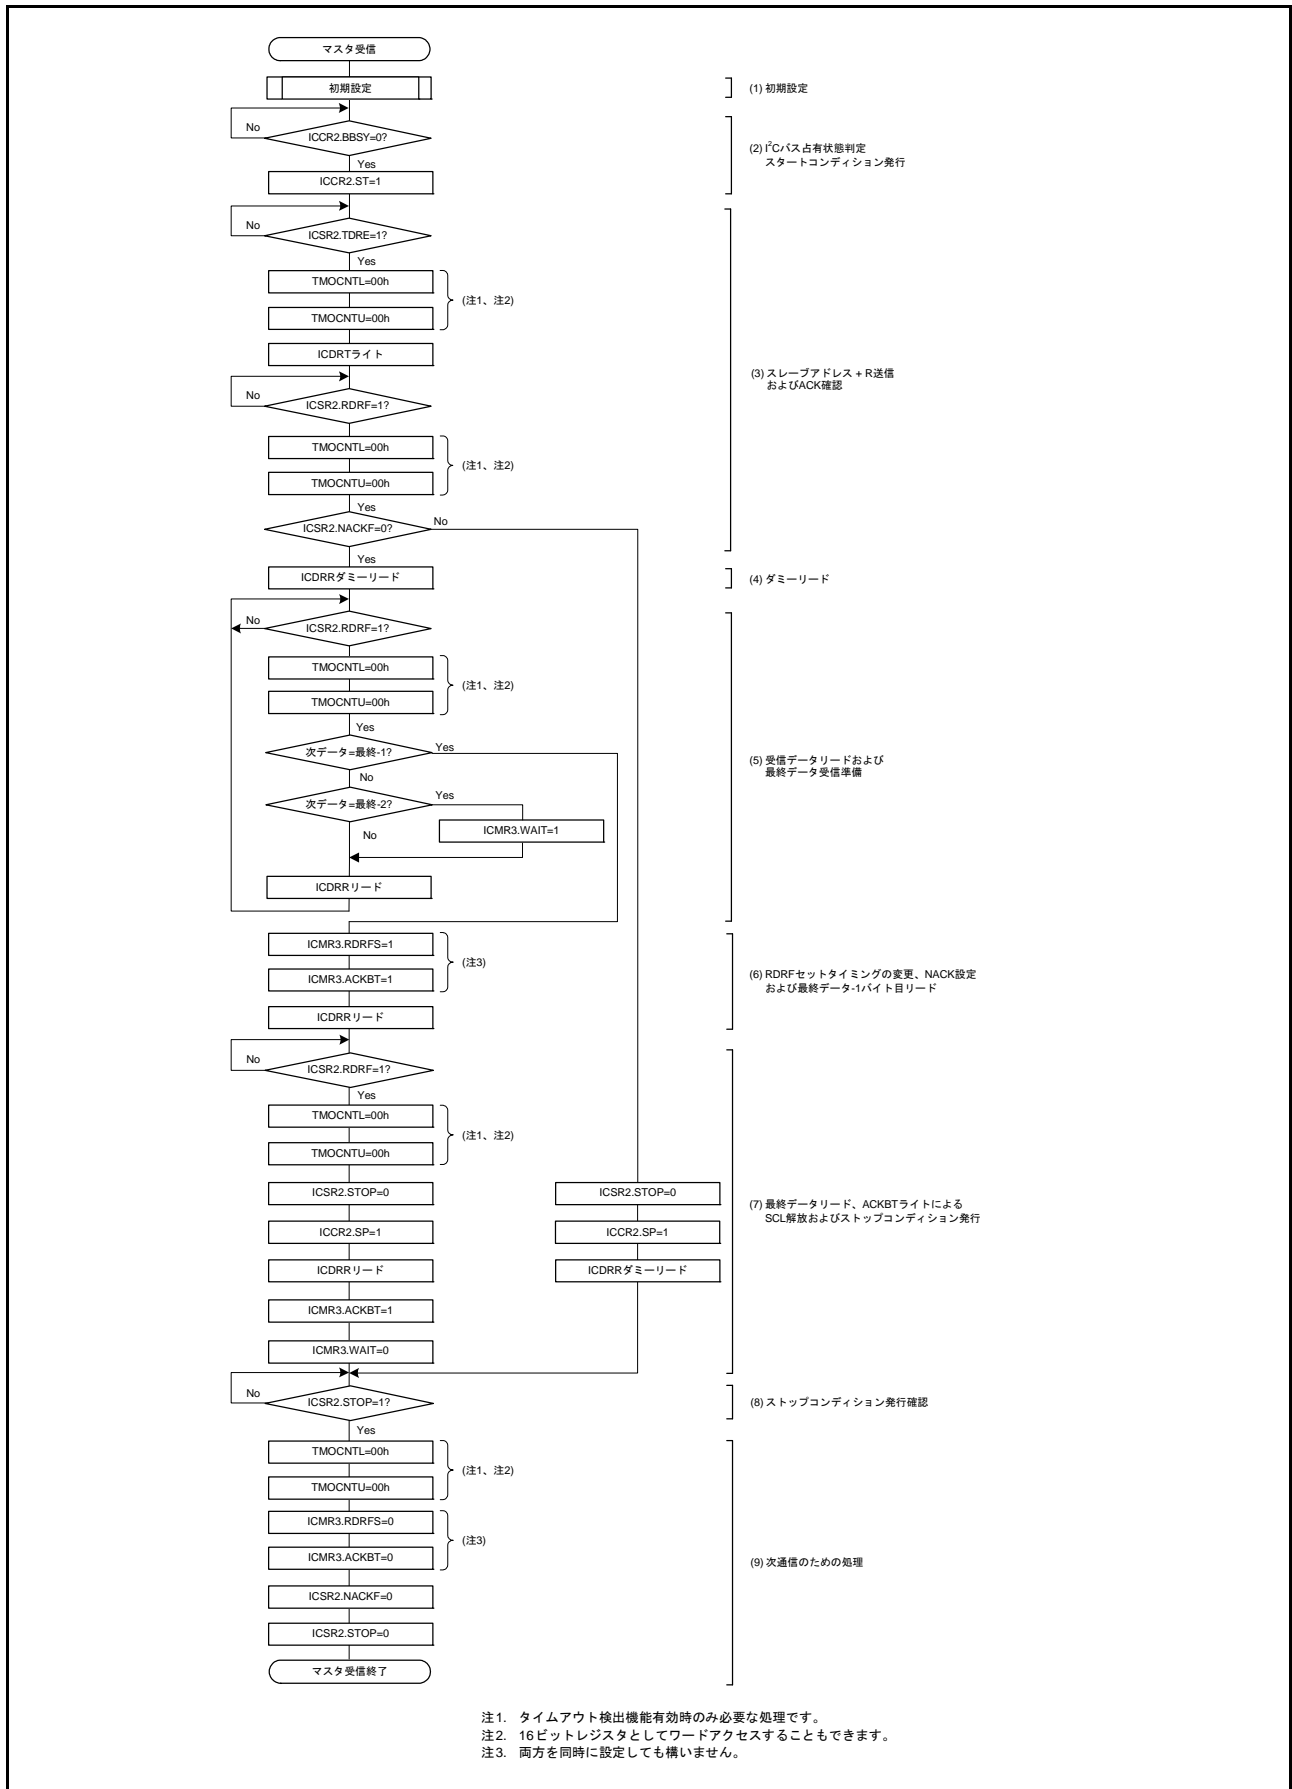 マスタ受信
初期設定
(1) 初期設定
No
ICCR2.BBSY=0?
Yes
ICCR2.ST=1
(2) I²Cバス占有状態判定
スタートコンディション発行
No
ICSR2.TDRE=1?
Yes
TMOCNTL=00h
TMOCNTU=00h
(注1、注2)
ICDRTライト
No
ICSR2.RDRF=1?
TMOCNTL=00h
TMOCNTU=00h
(注1、注2)
Yes
ICSR2.NACKF=0?
No
Yes
(3) スレーブアドレス + R送信
およびACK確認
ICDRRダミーリード
(4) ダミーリード
No
ICSR2.RDRF=1?
TMOCNTL=00h
TMOCNTU=00h
(注1、注2)
Yes
次データ=最終-1?
Yes
No
次データ=最終-2?
Yes
ICMR3.WAIT=1
No
ICDRRリード
(5) 受信データリードおよび
最終データ受信準備
ICMR3.RDRFS=1
ICMR3.ACKBT=1
(注3)
ICDRRリード
(6) RDRFセットタイミングの変更、NACK設定
および最終データ-1バイト目リード
No
ICSR2.RDRF=1?
Yes
TMOCNTL=00h
TMOCNTU=00h
(注1、注2)
ICSR2.STOP=0
ICCR2.SP=1
ICDRRリード
ICMR3.ACKBT=1
ICMR3.WAIT=0
ICSR2.STOP=0
ICCR2.SP=1
ICDRRダミーリード
(7) 最終データリード、ACKBTライトによる
SCL解放およびストップコンディション発行
No
ICSR2.STOP=1?
Yes
(8) ストップコンディション発行確認
TMOCNTL=00h
TMOCNTU=00h
(注1、注2)
ICMR3.RDRFS=0
ICMR3.ACKBT=0
(注3)
ICSR2.NACKF=0
ICSR2.STOP=0
(9) 次通信のための処理
マスタ受信終了
注1. タイムアウト検出機能有効時のみ必要な処理です。
注2. 16ビットレジスタとしてワードアクセスすることもできます。
注3. 両方を同時に設定しても構いません。